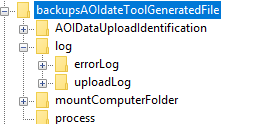 backupsAOIdateToolGeneratedFile
AOIDataUploadIdentification
log
errorLog
uploadLog
mountComputerFolder
process